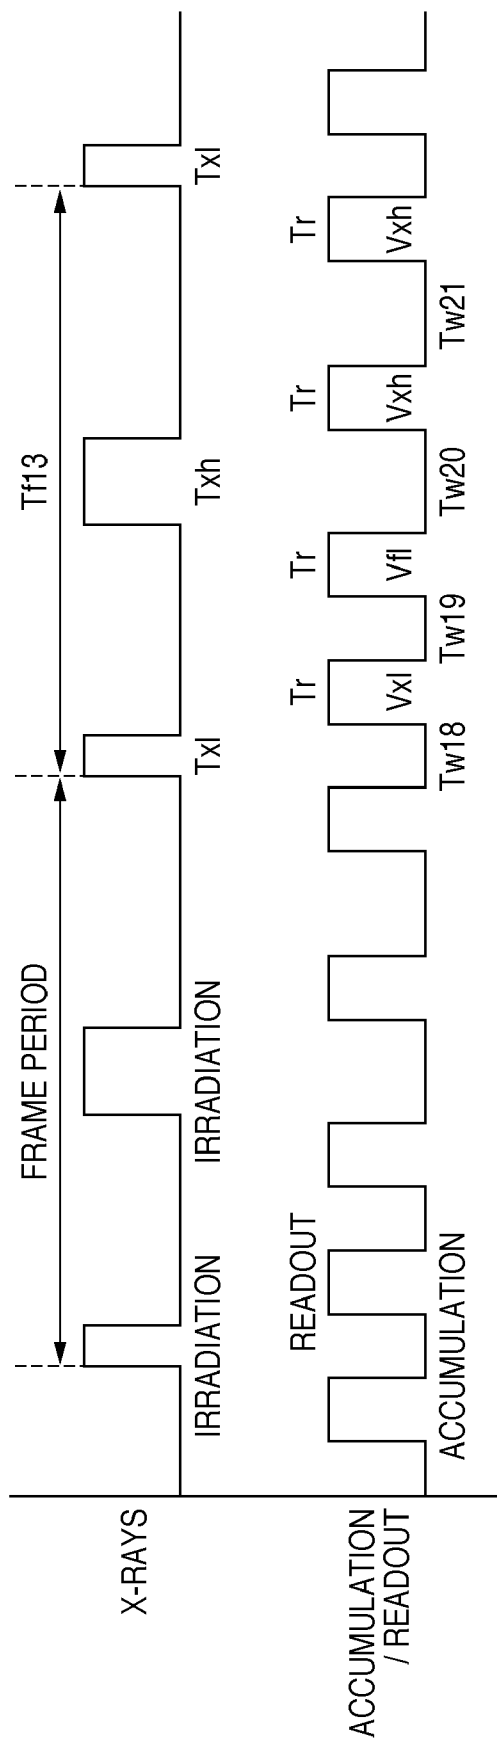 FRAME PERIOD
Tf13
X-RAYS
IRRADIATION
IRRADIATION
Txl
Txh
Txl
READOUT
Tr
Tr
Tr
Tr
ACCUMULATION
/ READOUT
Vxl
Vfl
Vxh
Vxh
ACCUMULATION
Tw18
Tw19
Tw20
Tw21